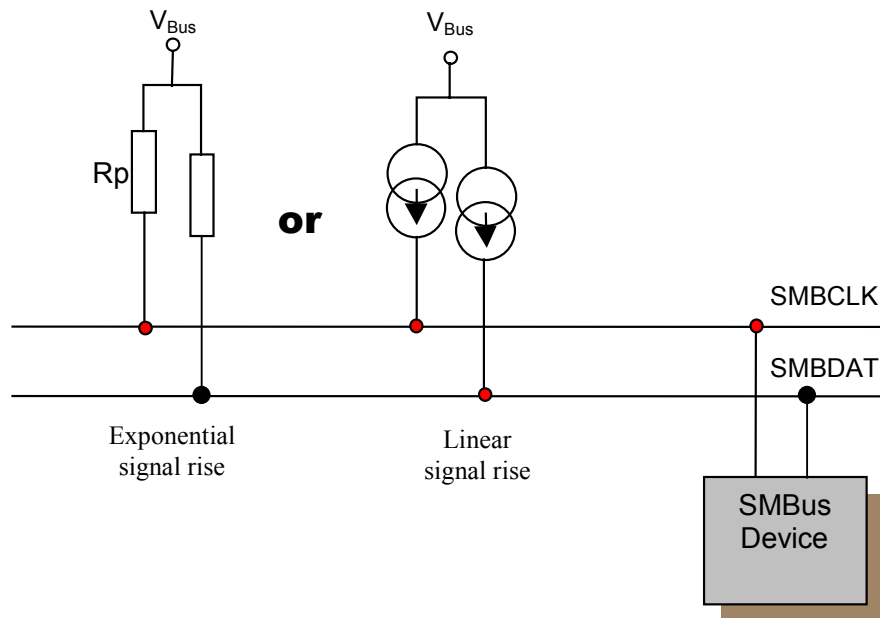 V_Bus
V_Bus
Rp
or
SMBCLK
SMBDAT
Exponential
signal rise
Linear
signal rise
SMBus
Device